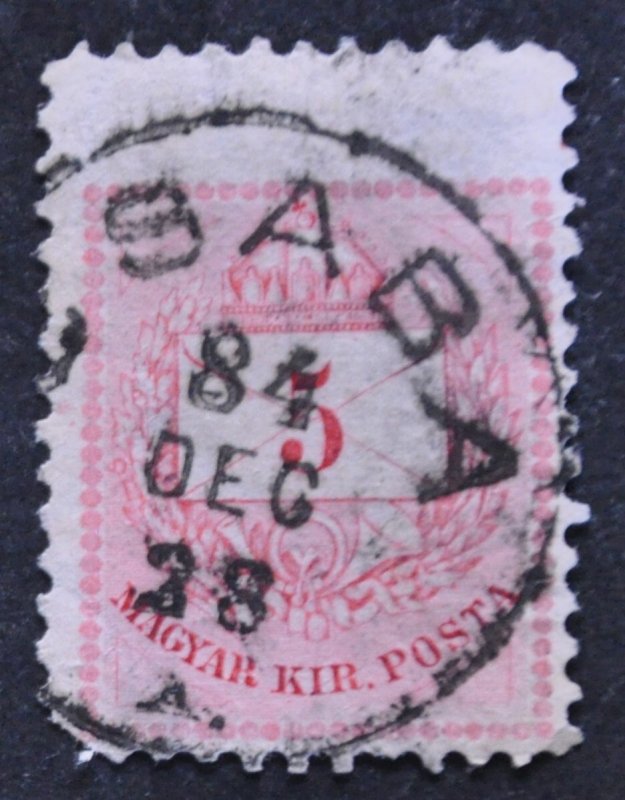 SABA
84
5
DEC
28
MAGYAR KIR. POSTA
A.